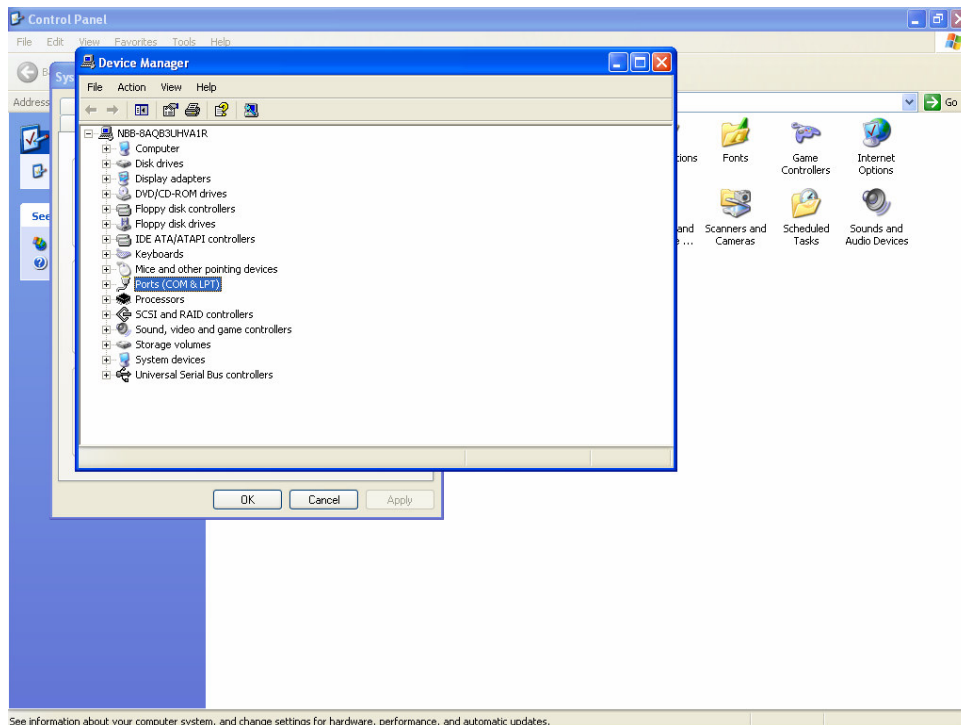 Control Panel
File Edit View Favorites Tools Help
Address
Go
Sys
See
Device Manager
File Action View Help
NBB-8AQB3UHVA1R
Computer
Disk drives
Display adapters
DVD/CD-ROM drives
Floppy disk controllers
Floppy disk drives
IDE ATA/ATAPI controllers
Keyboards
Mice and other pointing devices
Ports (COM & LPT)
Processors
SCSI and RAID controllers
Sound, video and game controllers
Storage volumes
System devices
Universal Serial Bus controllers
OK Cancel Apply
tions Fonts Game Internet
Controllers Options
and Scanners and Scheduled Sounds and
... Cameras Tasks Audio Devices
See information about your computer system, and change settings for hardware, performance, and automatic updates.